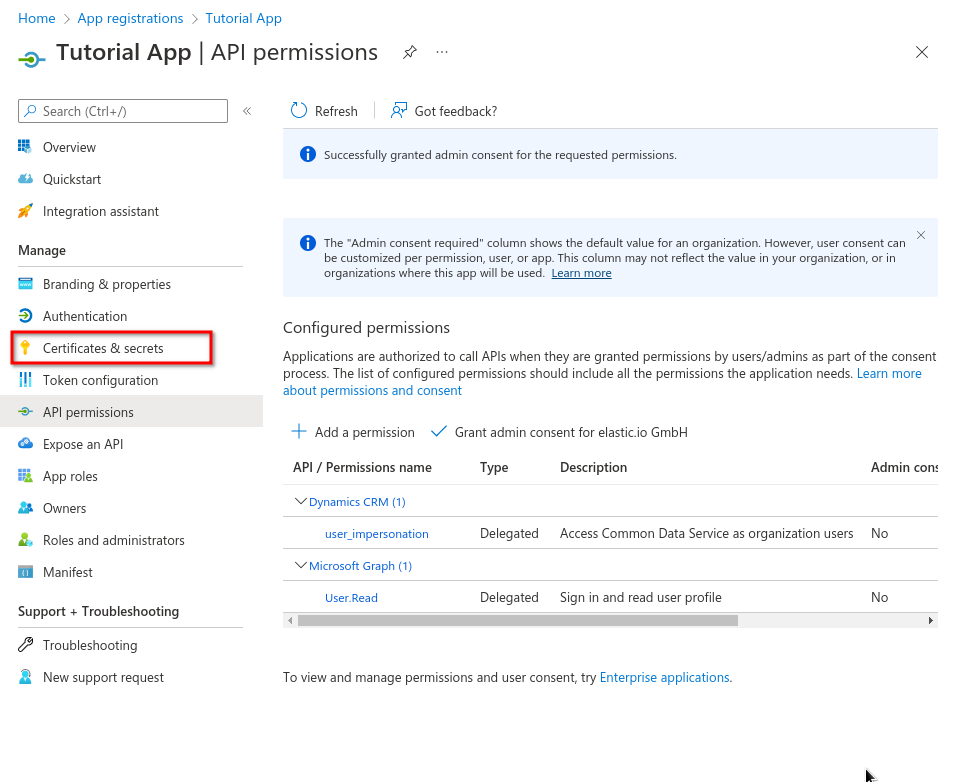 Home > App registrations > Tutorial App
Tutorial App | API permissions
Search (Ctrl+/)
Overview
Quickstart
Integration assistant
Manage
Branding & properties
Authentication
Certificates & secrets
Token configuration
API permissions
Expose an API
App roles
Owners
Roles and administrators
Manifest
Support + Troubleshooting
Troubleshooting
New support request
Refresh Got feedback?
Successfully granted admin consent for the requested permissions.
The "Admin consent required" column shows the default value for an organization. However, user consent can
be customized per permission, user, or app. This column may not reflect the value in your organization, or in
organizations where this app will be used. Learn more
Configured permissions
Applications are authorized to call APIs when they are granted permissions by users/admins as part of the consent
process. The list of configured permissions should include all the permissions the application needs. Learn more
about permissions and consent
Add a permission Grant admin consent for elastic.io GmbH
API / Permissions name Type Description Admin cons
Dynamics CRM (1)
user_impersonation Delegated Access Common Data Service as organization users No
Microsoft Graph (1)
User.Read Delegated Sign in and read user profile No
To view and manage permissions and user consent, try Enterprise applications.